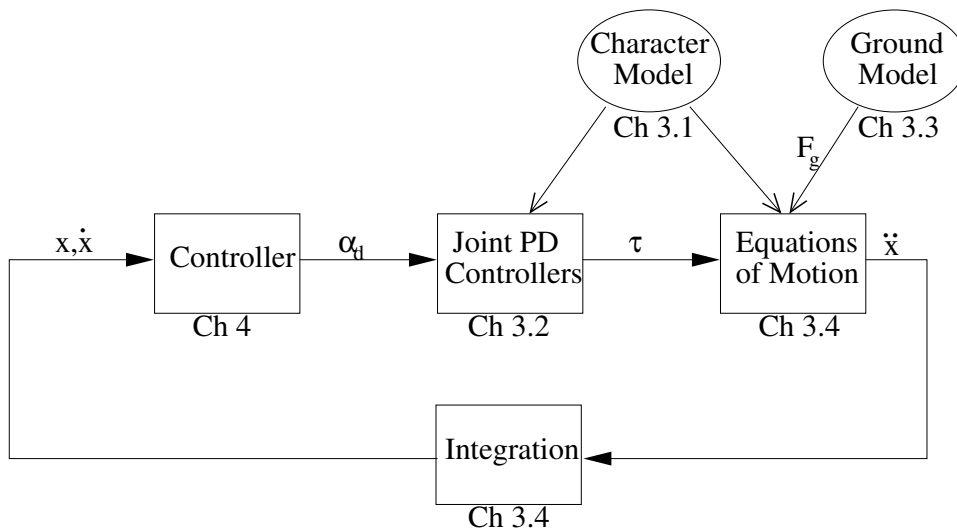 Character
Model
Ch 3.1
Ground
Model
Ch 3.3
F_g
x,ẋ
Controller
Ch 4
α_d
Joint PD
Controllers
Ch 3.2
τ
Equations
of Motion
Ch 3.4
ẍ
Integration
Ch 3.4